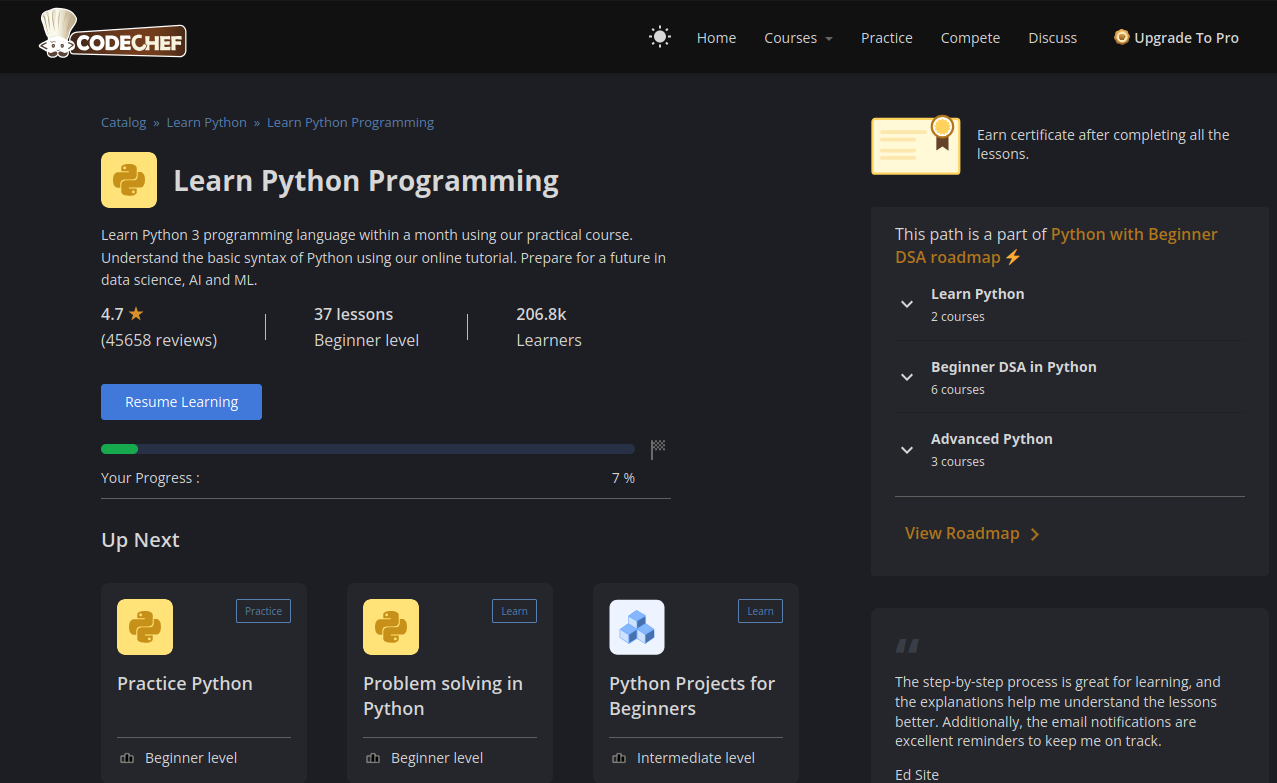 CODECHEF
Home
Courses
Practice
Compete
Discuss
Upgrade To Pro
Catalog » Learn Python » Learn Python Programming
Learn Python Programming
Learn Python 3 programming language within a month using our practical course.
Understand the basic syntax of Python using our online tutorial. Prepare for a future in
data science, AI and ML.
4.7 ★
(45658 reviews)
37 lessons
Beginner level
206.8k
Learners
Resume Learning
Your Progress :
7 %
Up Next
Practice
Practice Python
Beginner level
Learn
Problem solving in
Python
Beginner level
Learn
Python Projects for
Beginners
Intermediate level
Earn certificate after completing all the
lessons.
This path is a part of Python with Beginner
DSA roadmap ⚡
Learn Python
2 courses
Beginner DSA in Python
6 courses
Advanced Python
3 courses
View Roadmap
The step-by-step process is great for learning, and
the explanations help me understand the lessons
better. Additionally, the email notifications are
excellent reminders to keep me on track.
Ed Site